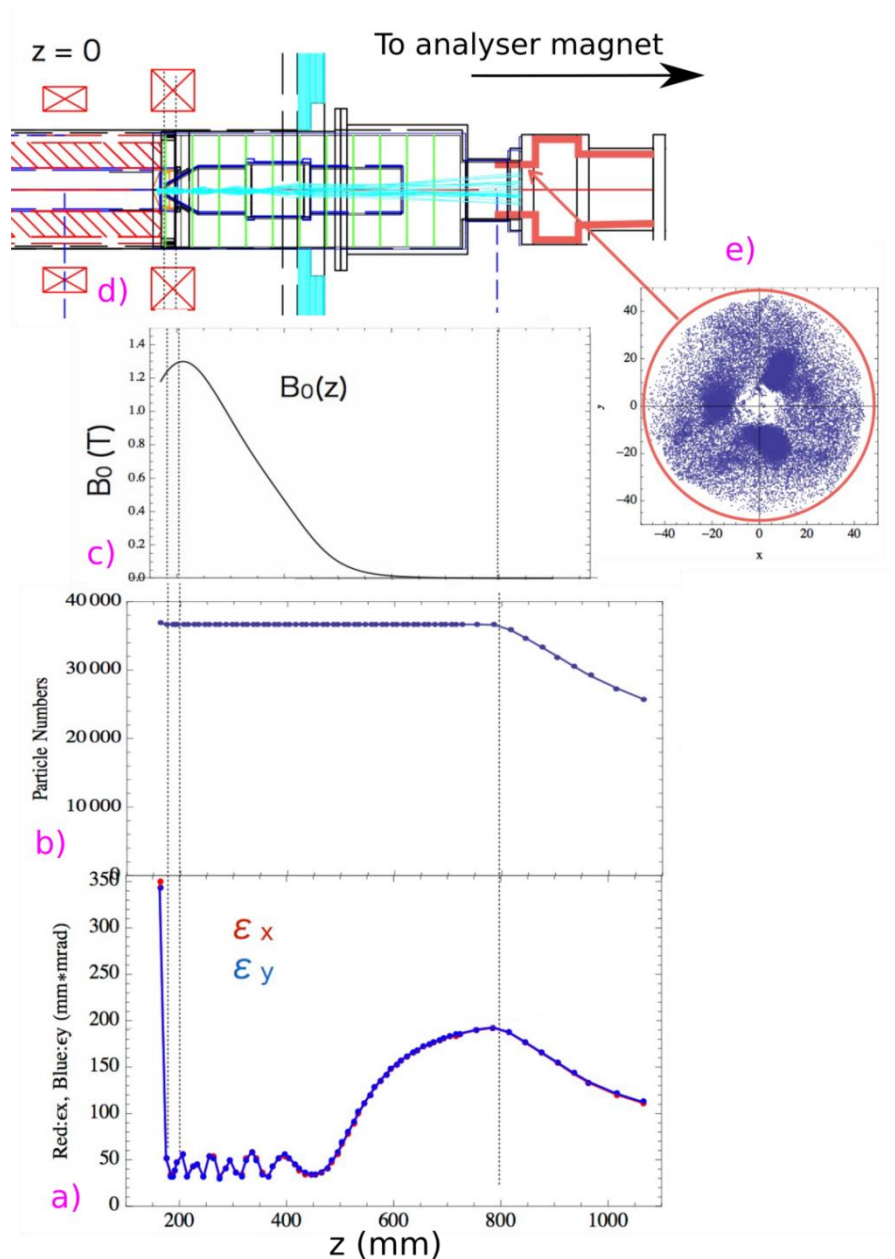 To analyser magnet
z = 0
d)
e)
B₀(z)
B₀ (T)
1.4
1.2
1.0
0.8
0.6
0.4
0.2
0.0
c)
40
20
0
−20
−40
y
−40 −20 0 20 40
x
40 000
30 000
20 000
10 000
0
Particle Numbers
b)
350
300
250
200
150
100
50
0
Red:ϵx, Blue:ϵy (mm*mrad)
ε x
ε y
a)
200 400 600 800 1000
z (mm)